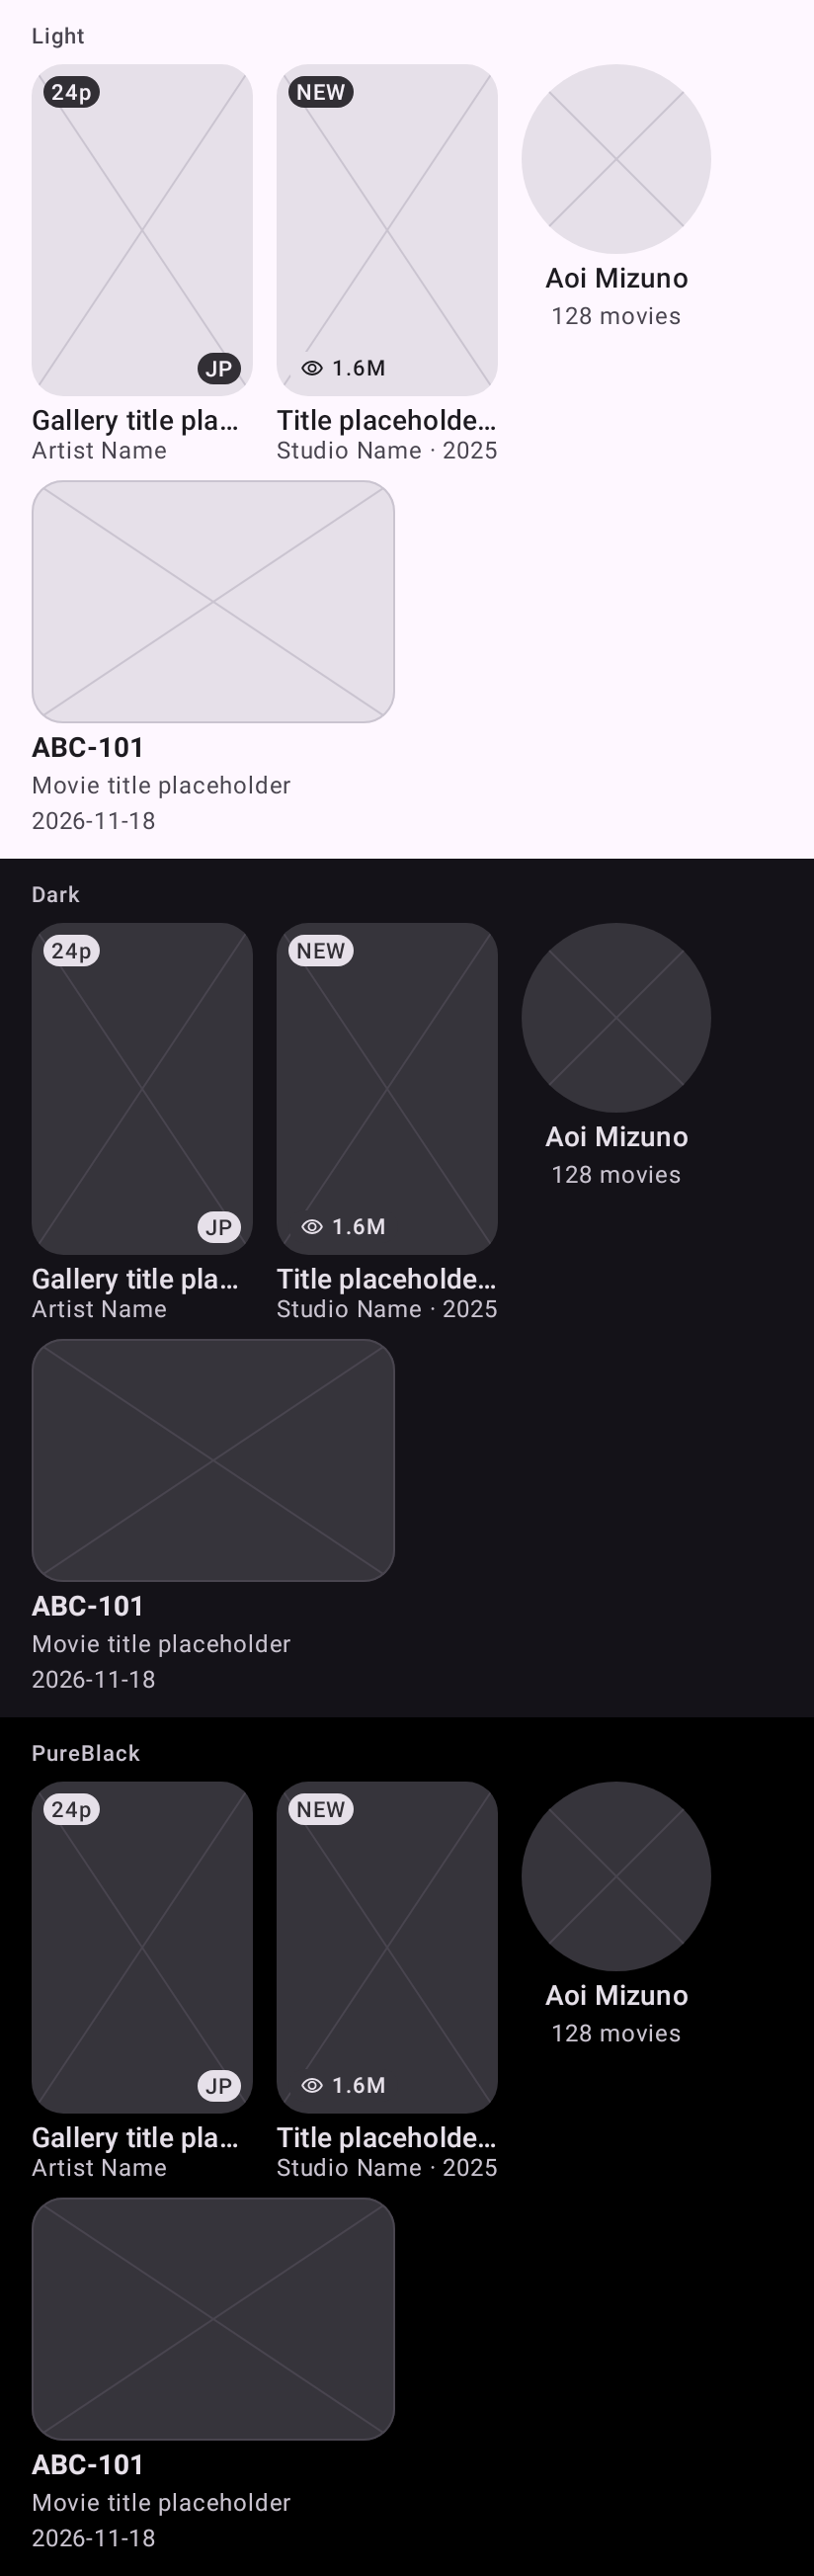 Light
24p
JP
Gallery title pla…
Artist Name
NEW
1.6M
Title placeholde…
Studio Name · 2025
Aoi Mizuno
128 movies
ABC-101
Movie title placeholder
2026-11-18
Dark
24p
JP
Gallery title pla…
Artist Name
NEW
1.6M
Title placeholde…
Studio Name · 2025
Aoi Mizuno
128 movies
ABC-101
Movie title placeholder
2026-11-18
PureBlack
24p
JP
Gallery title pla…
Artist Name
NEW
1.6M
Title placeholde…
Studio Name · 2025
Aoi Mizuno
128 movies
ABC-101
Movie title placeholder
2026-11-18